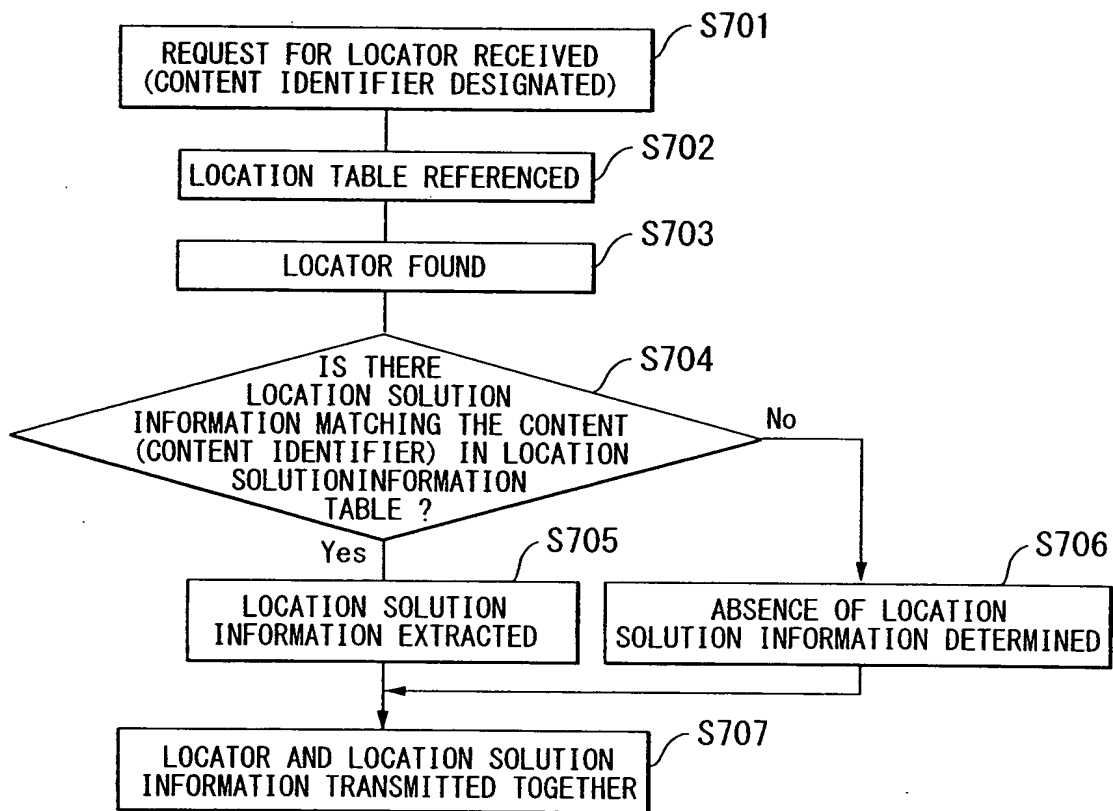 S701
REQUEST FOR LOCATOR RECEIVED
(CONTENT IDENTIFIER DESIGNATED)
S702
LOCATION TABLE REFERENCED
S703
LOCATOR FOUND
S704
IS THERE
LOCATION SOLUTION
INFORMATION MATCHING THE CONTENT
(CONTENT IDENTIFIER) IN LOCATION
SOLUTIONINFORMATION
TABLE ?
No
Yes
S705
LOCATION SOLUTION
INFORMATION EXTRACTED
S706
ABSENCE OF LOCATION
SOLUTION INFORMATION DETERMINED
S707
LOCATOR AND LOCATION SOLUTION
INFORMATION TRANSMITTED TOGETHER